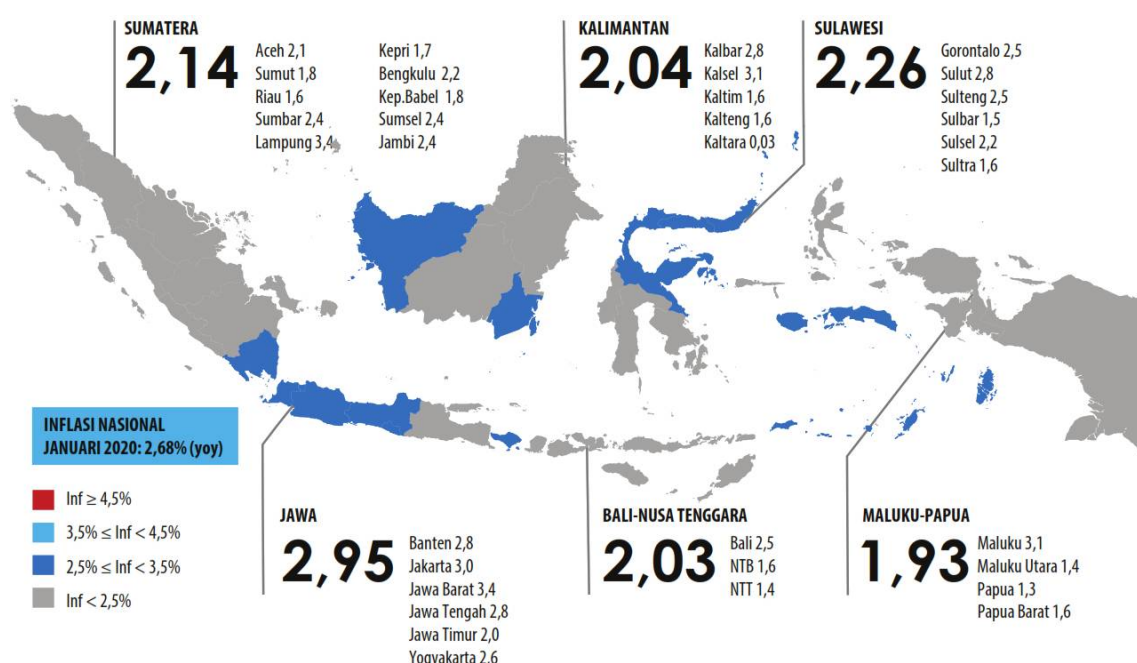 SUMATERA
2,14
Aceh 2,1
Sumut 1,8
Riau 1,6
Sumbar 2,4
Lampung 3,4
Kepri 1,7
Bengkulu 2,2
Kep.Babel 1,8
Sumsel 2,4
Jambi 2,4
KALIMANTAN
2,04
Kalbar 2,8
Kalsel 3,1
Kaltim 1,6
Kalteng 1,6
Kaltara 0,03
SULAWESI
2,26
Gorontalo 2,5
Sulut 2,8
Sulteng 2,5
Sulbar 1,5
Sulsel 2,2
Sultra 1,6
INFLASI NASIONAL
JANUARI 2020: 2,68% (yoy)
Inf ≥ 4,5%
3,5% ≤ Inf < 4,5%
2,5% ≤ Inf < 3,5%
Inf < 2,5%
JAWA
2,95
Banten 2,8
Jakarta 3,0
Jawa Barat 3,4
Jawa Tengah 2,8
Jawa Timur 2,0
Yogyakarta 2,6
BALI-NUSA TENGGARA
2,03
Bali 2,5
NTB 1,6
NTT 1,4
MALUKU-PAPUA
1,93
Maluku 3,1
Maluku Utara 1,4
Papua 1,3
Papua Barat 1,6